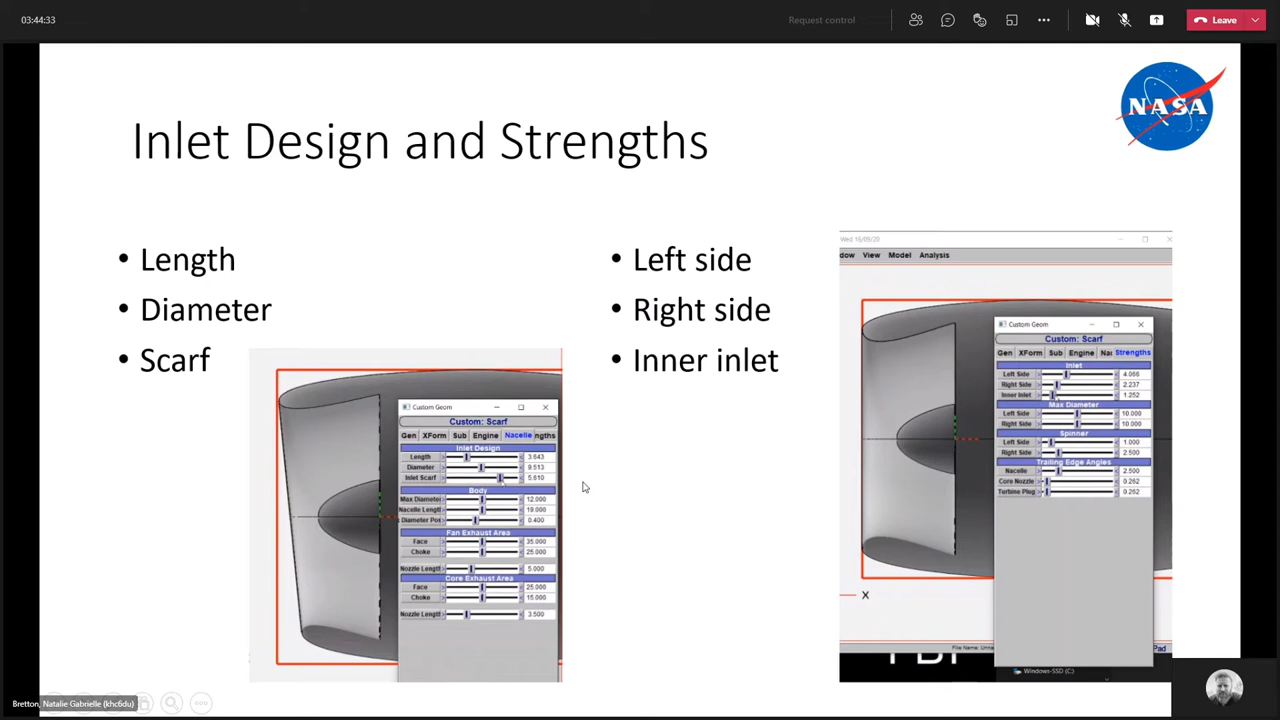 03:44:33
Request control
Leave
NASA
Inlet Design and Strengths
• Length
• Diameter
• Scarf
• Left side
• Right side
• Inner inlet
Custom Geom
Custom: Scarf
Gen XForm Sub Engine Nacelle ngths
Inlet Design
Length 3.643
Diameter 9.513
Inlet Scarf 5.610
Body
Max Diameter 12.000
Nacelle Length 19.000
Diameter Pos 0.400
Fan Exhaust Area
Face 35.000
Choke 25.000
Nozzle Length 5.000
Core Exhaust Area
Face 25.000
Choke 15.000
Nozzle Length 3.500
Wed 16/09/20
dow View Model Analysis
Custom Geom
Custom: Scarf
Gen XForm Sub Engine Nac Strengths
Inlet
Left Side 4.066
Right Side 2.237
Inner Inlet 1.252
Max Diameter
Left Side 10.000
Right Side 10.000
Spinner
Left Side 1.000
Right Side 2.500
Trailing Edge Angles
Nacelle 2.500
Core Nozzle 0.262
Turbine Plug 0.262
X
File Name: Unna
Pad
Windows-SSD (C:)
Bretton, Natalie Gabrielle (khc6du)